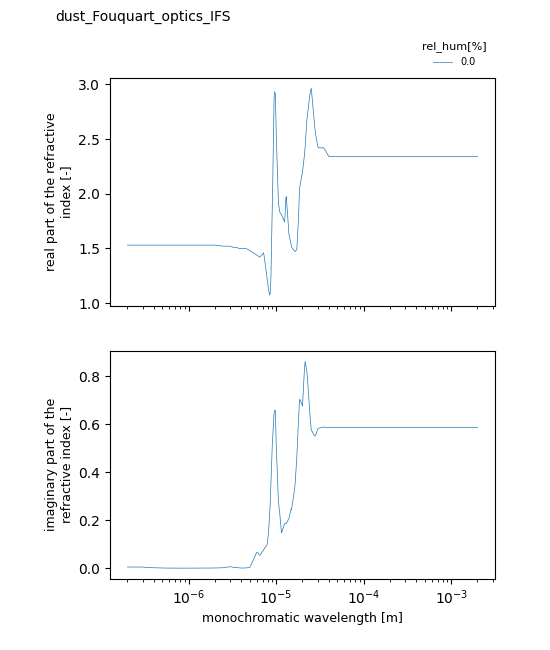 dust_Fouquart_optics_IFS
rel_hum[%]
0.0
3.0
2.5
2.0
1.5
1.0
real part of the refractive
index [-]
0.8
0.6
0.4
0.2
0.0
imaginary part of the
refractive index [-]
10⁻⁶ 10⁻⁵ 10⁻⁴ 10⁻³
monochromatic wavelength [m]